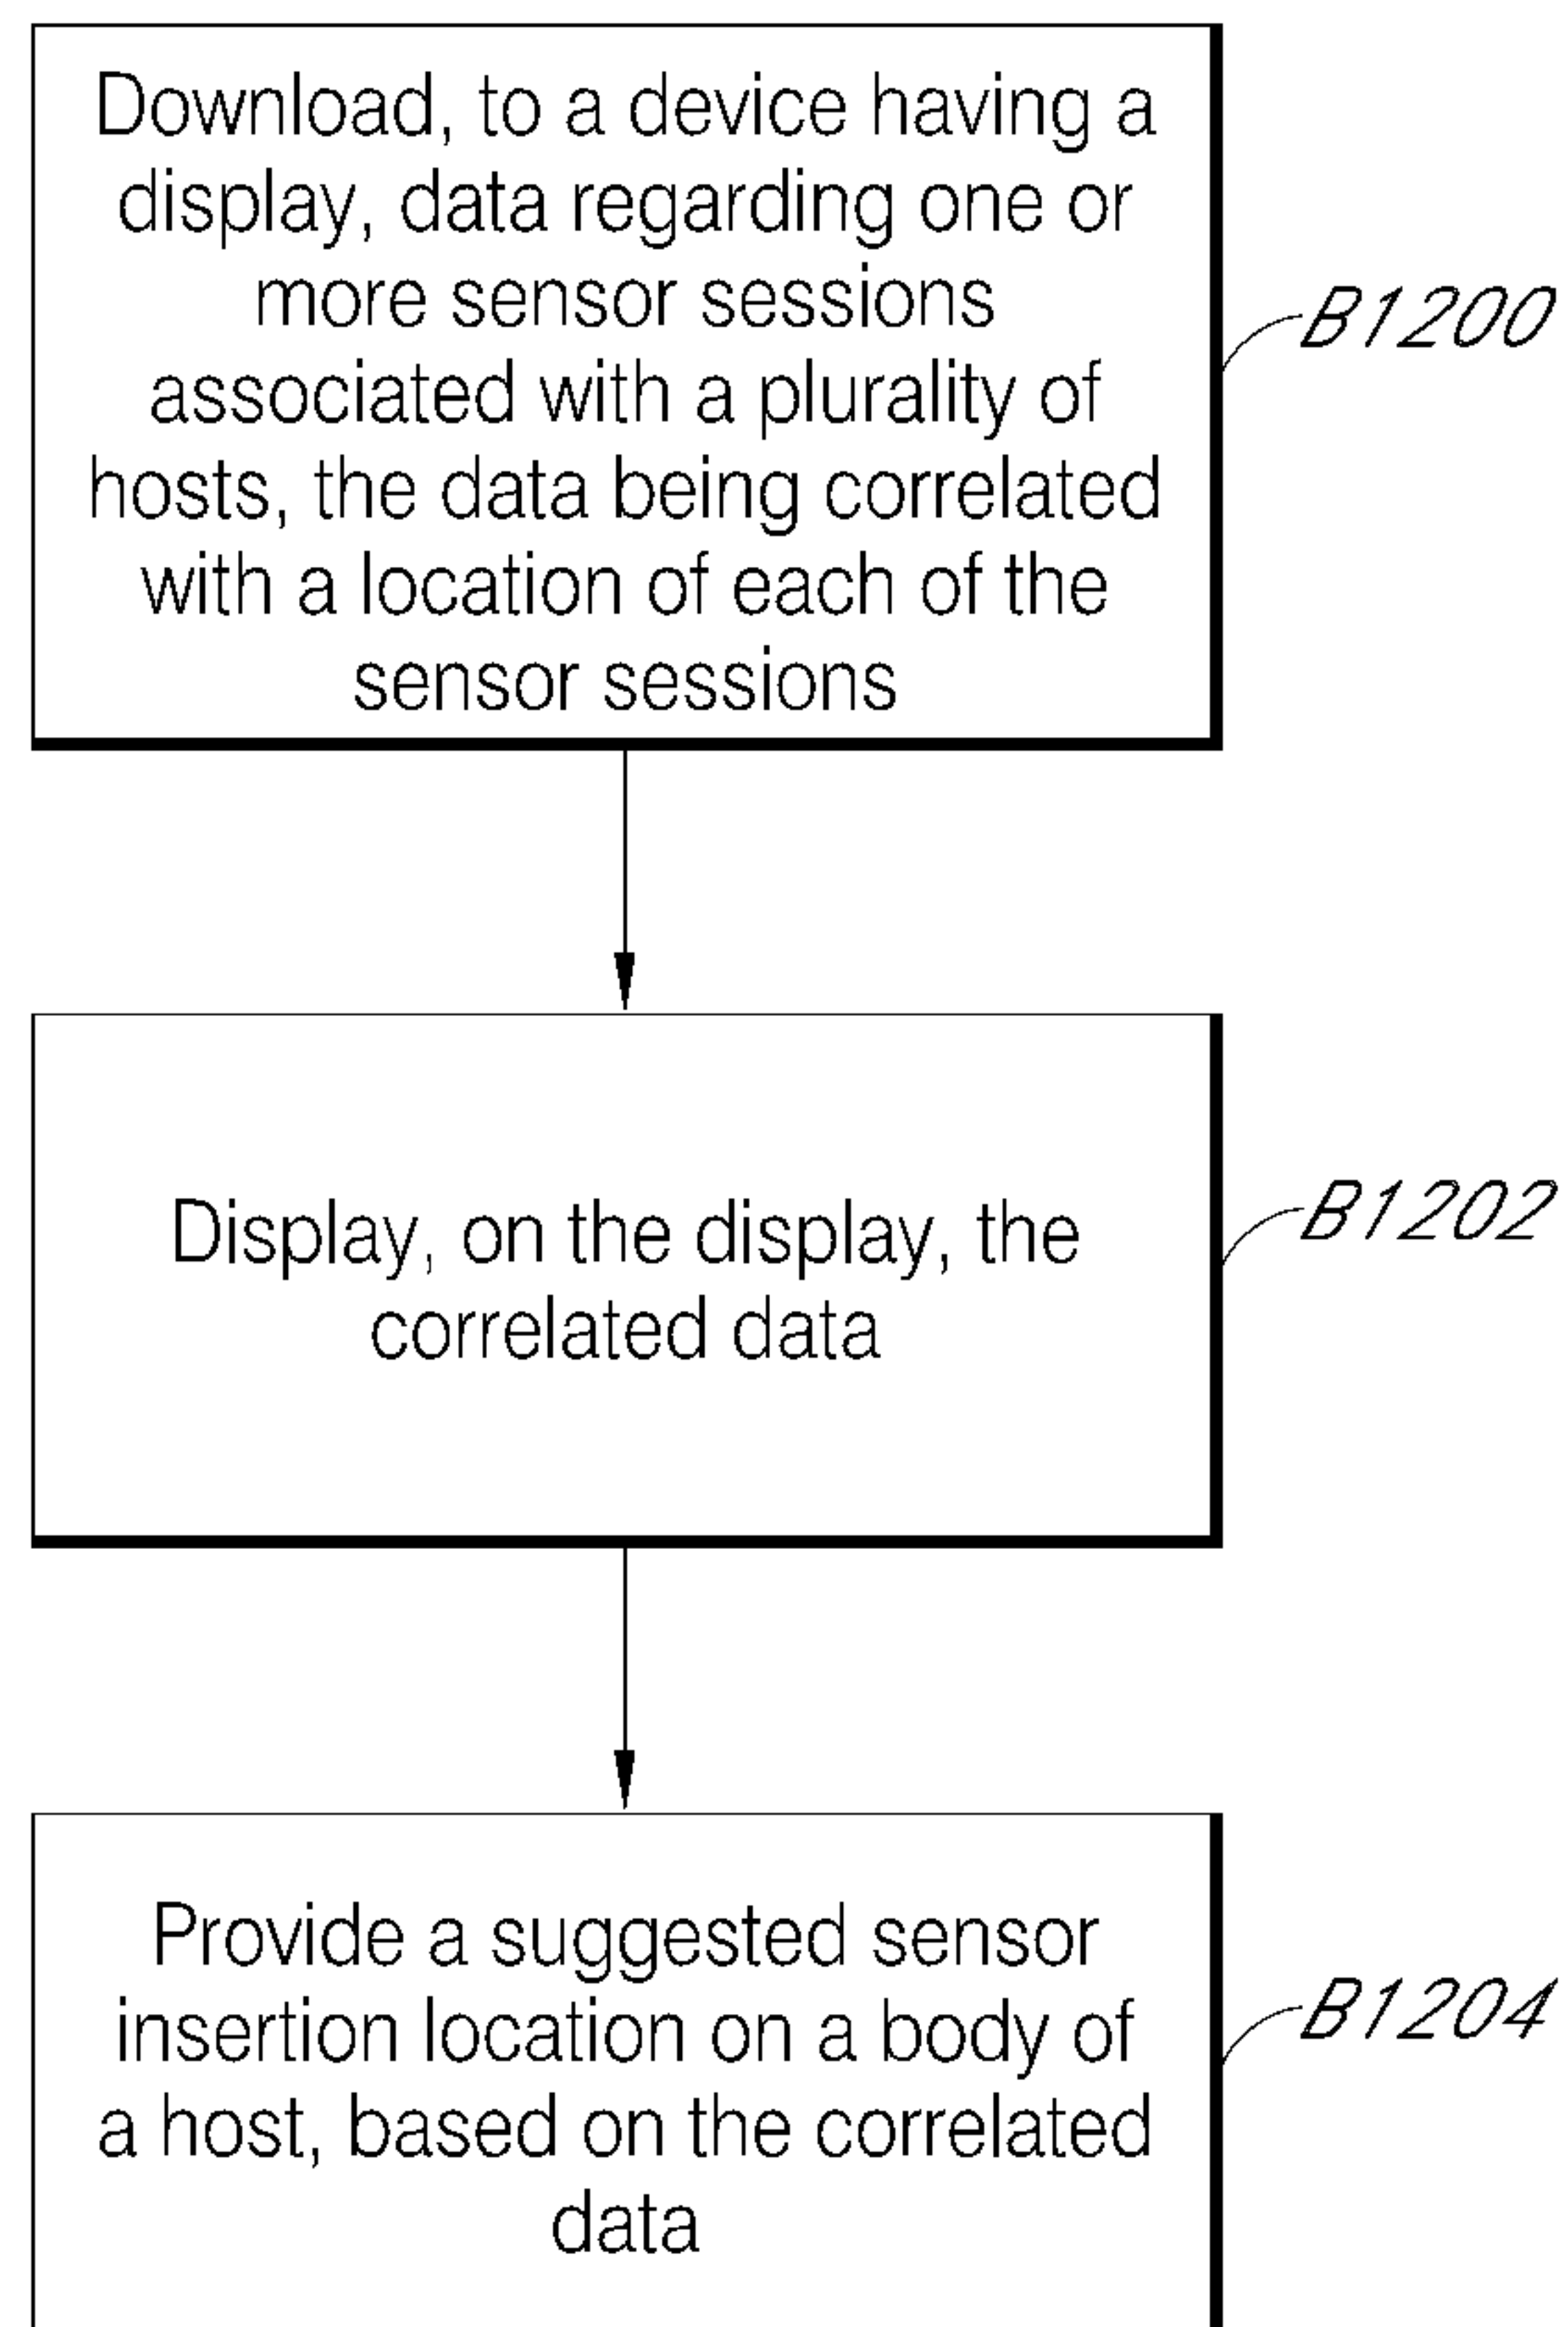 Download, to a device having a
display, data regarding one or
more sensor sessions
associated with a plurality of
hosts, the data being correlated
with a location of each of the
sensor sessions
B1200
Display, on the display, the
correlated data
B1202
Provide a suggested sensor
insertion location on a body of
a host, based on the correlated
data
B1204